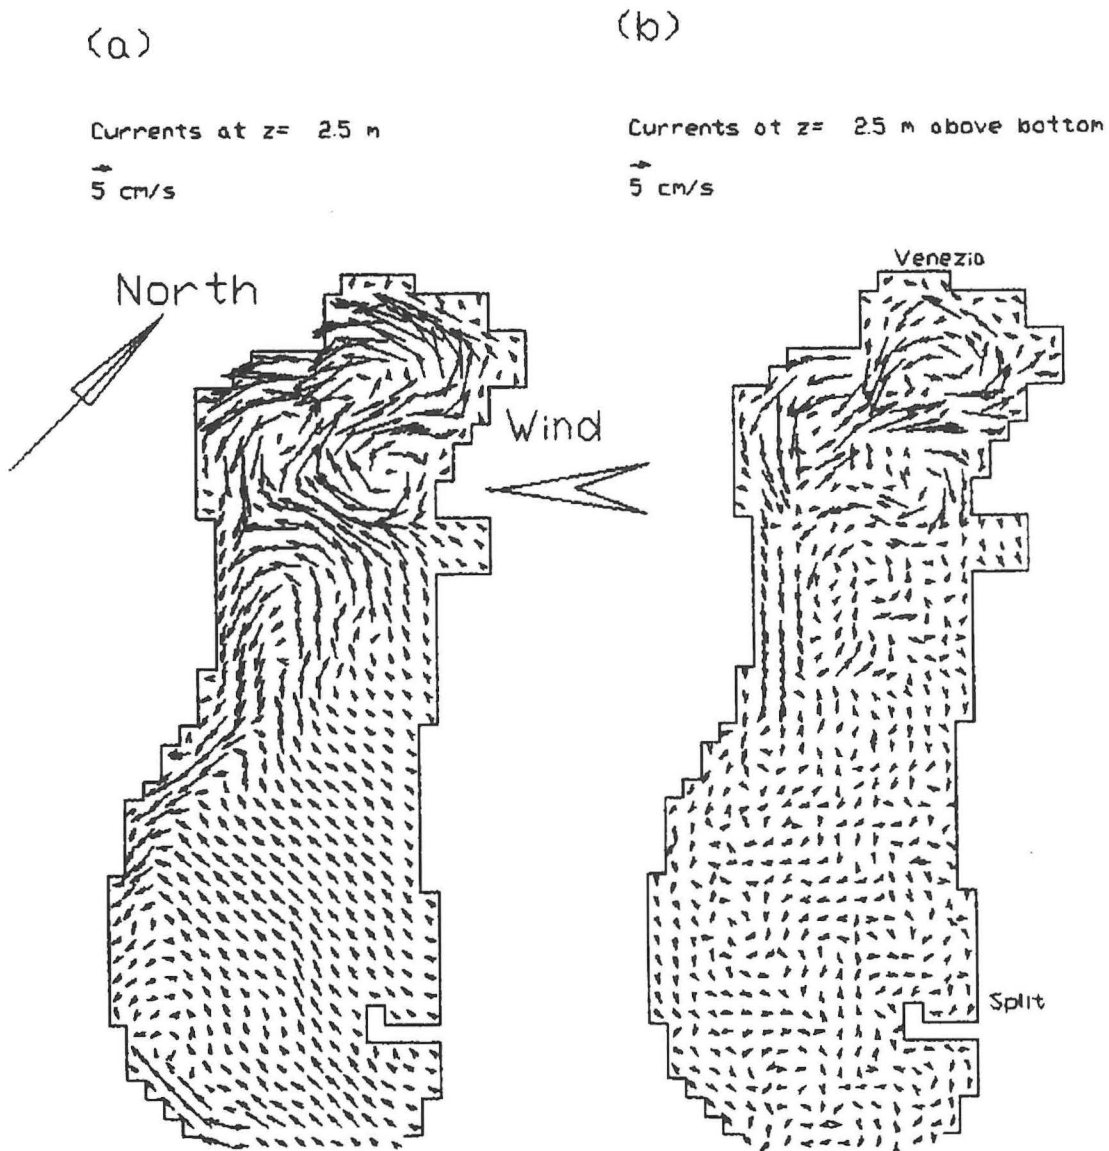 (a)
Currents at z= 2.5 m
5 cm/s
North
Wind
(b)
Currents at z= 2.5 m above bottom
5 cm/s
Venezia
Split